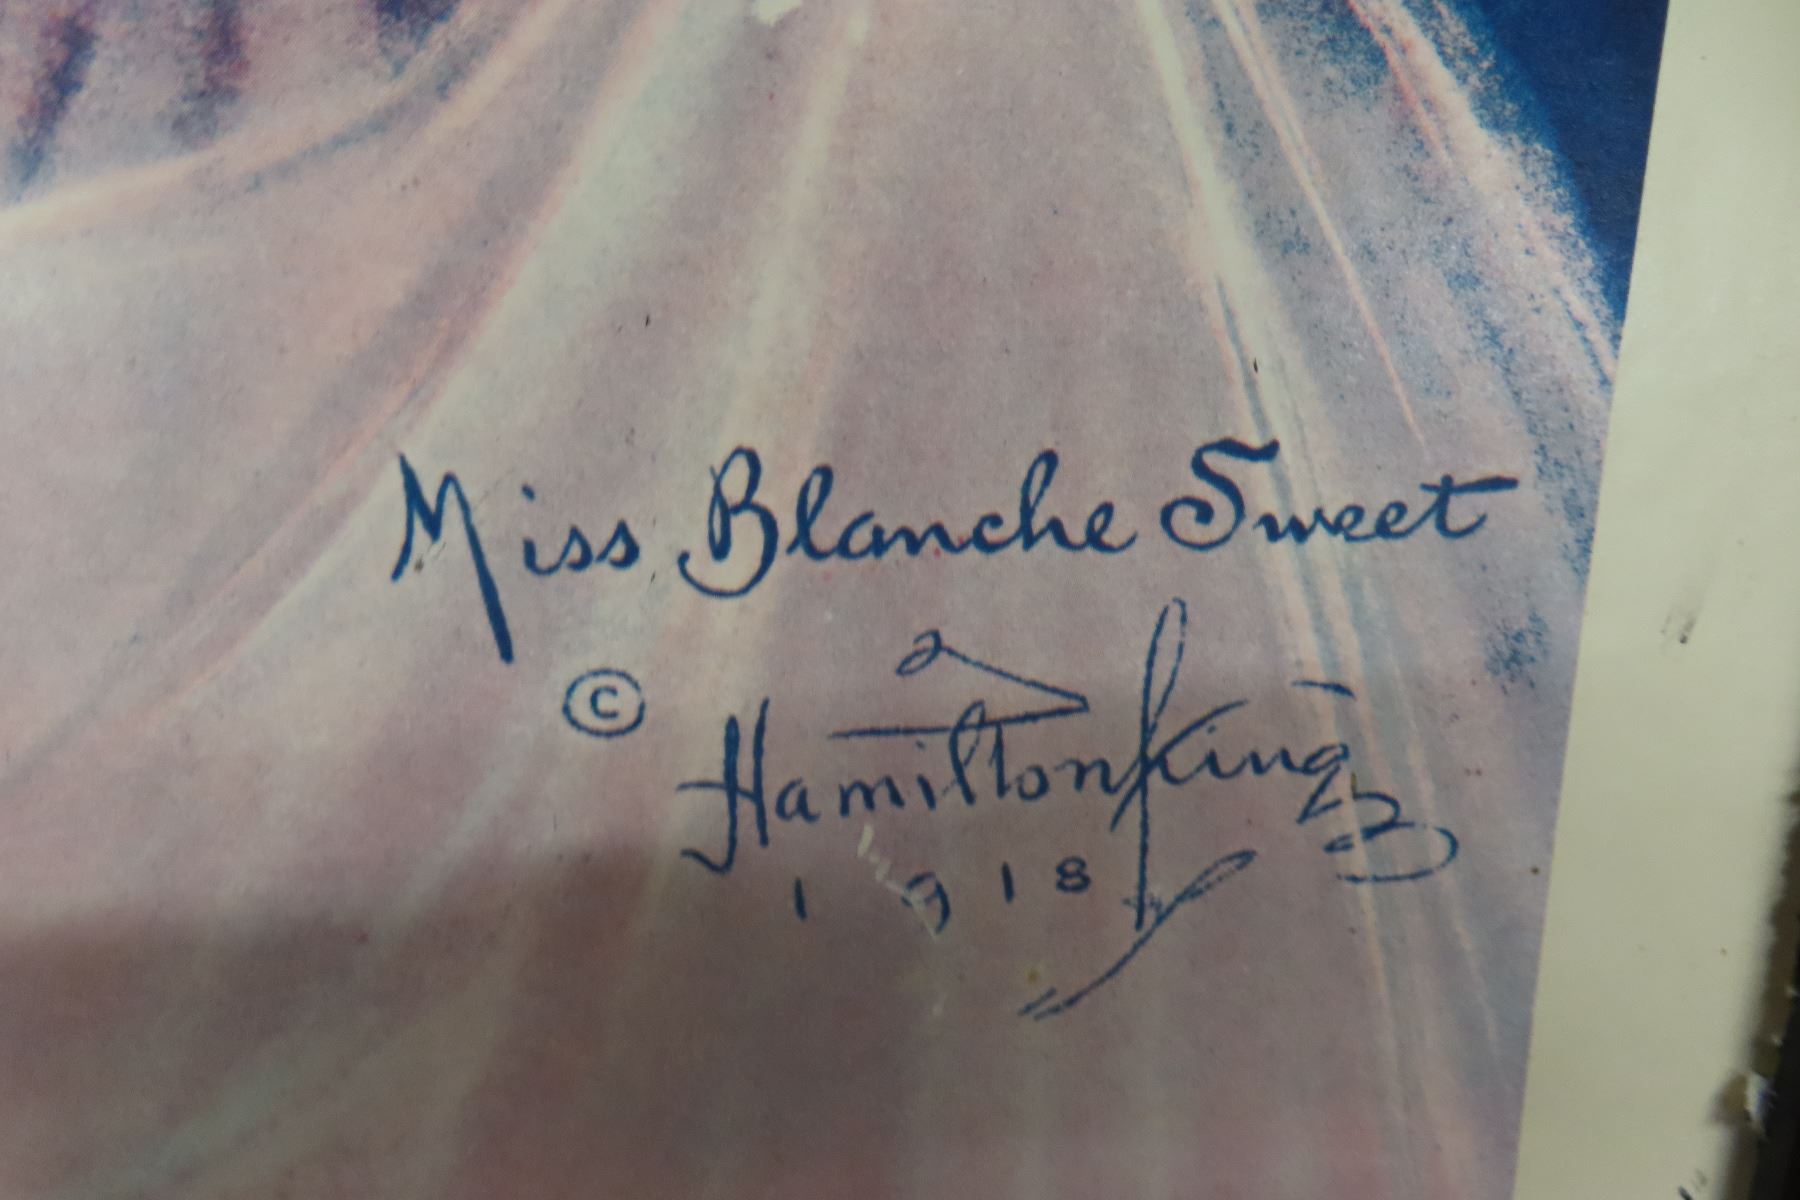 Miss Blanche Sweet
© Hamilton King
1918